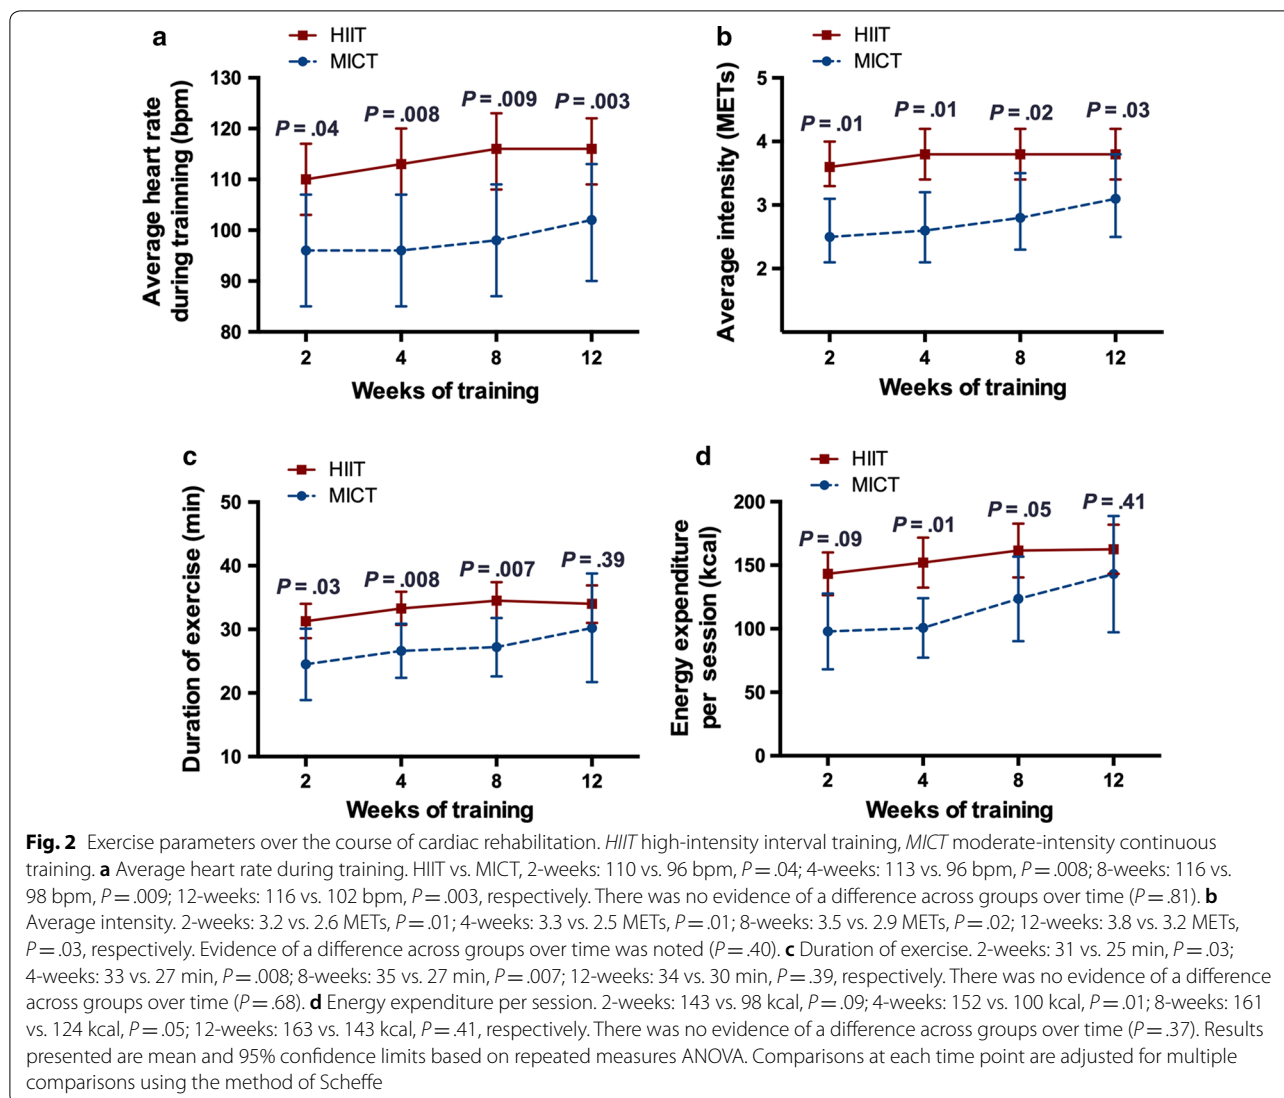 a
HIIT
MICT
130
120
110
100
90
80
Average heart rate
during trainning (bpm)
P = .04
P = .008
P = .009
P = .003
2
4
8
12
Weeks of training
b
HIIT
MICT
5
4
3
2
Average intensity (METs)
P = .01
P = .01
P = .02
P = .03
2
4
8
12
Weeks of training
c
HIIT
MICT
50
40
30
20
10
Duration of exercise (min)
P = .03
P = .008
P = .007
P = .39
2
4
8
12
Weeks of training
d
HIIT
MICT
200
150
100
50
0
Energy expenditure
per session (kcal)
P = .09
P = .01
P = .05
P = .41
2
4
8
12
Weeks of training
Fig. 2 Exercise parameters over the course of cardiac rehabilitation. HIIT high-intensity interval training, MICT moderate-intensity continuous
training. a Average heart rate during training. HIIT vs. MICT, 2-weeks: 110 vs. 96 bpm, P = .04; 4-weeks: 113 vs. 96 bpm, P = .008; 8-weeks: 116 vs.
98 bpm, P = .009; 12-weeks: 116 vs. 102 bpm, P = .003, respectively. There was no evidence of a difference across groups over time (P = .81). b
Average intensity. 2-weeks: 3.2 vs. 2.6 METs, P = .01; 4-weeks: 3.3 vs. 2.5 METs, P = .01; 8-weeks: 3.5 vs. 2.9 METs, P = .02; 12-weeks: 3.8 vs. 3.2 METs,
P = .03, respectively. Evidence of a difference across groups over time was noted (P = .40). c Duration of exercise. 2-weeks: 31 vs. 25 min, P = .03;
4-weeks: 33 vs. 27 min, P = .008; 8-weeks: 35 vs. 27 min, P = .007; 12-weeks: 34 vs. 30 min, P = .39, respectively. There was no evidence of a difference
across groups over time (P = .68). d Energy expenditure per session. 2-weeks: 143 vs. 98 kcal, P = .09; 4-weeks: 152 vs. 100 kcal, P = .01; 8-weeks: 161
vs. 124 kcal, P = .05; 12-weeks: 163 vs. 143 kcal, P = .41, respectively. There was no evidence of a difference across groups over time (P = .37). Results
presented are mean and 95% confidence limits based on repeated measures ANOVA. Comparisons at each time point are adjusted for multiple
comparisons using the method of Scheffe